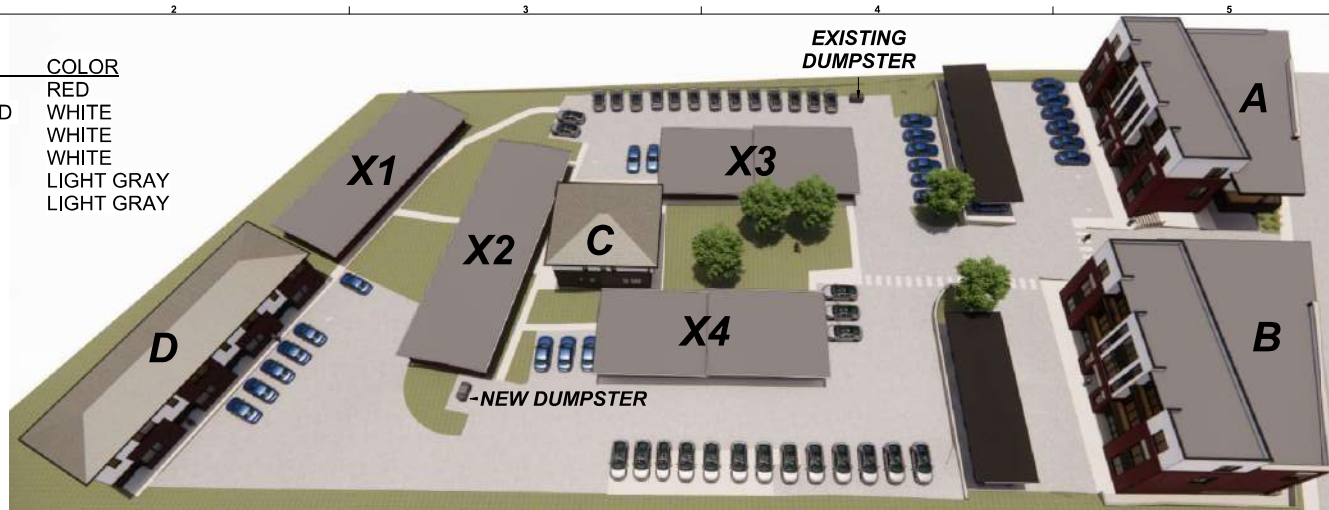 2 3 4 5
COLOR
RED
D WHITE
WHITE
WHITE
LIGHT GRAY
LIGHT GRAY
EXISTING
DUMPSTER
A
X1
X3
X2
C
D
X4
B
NEW DUMPSTER